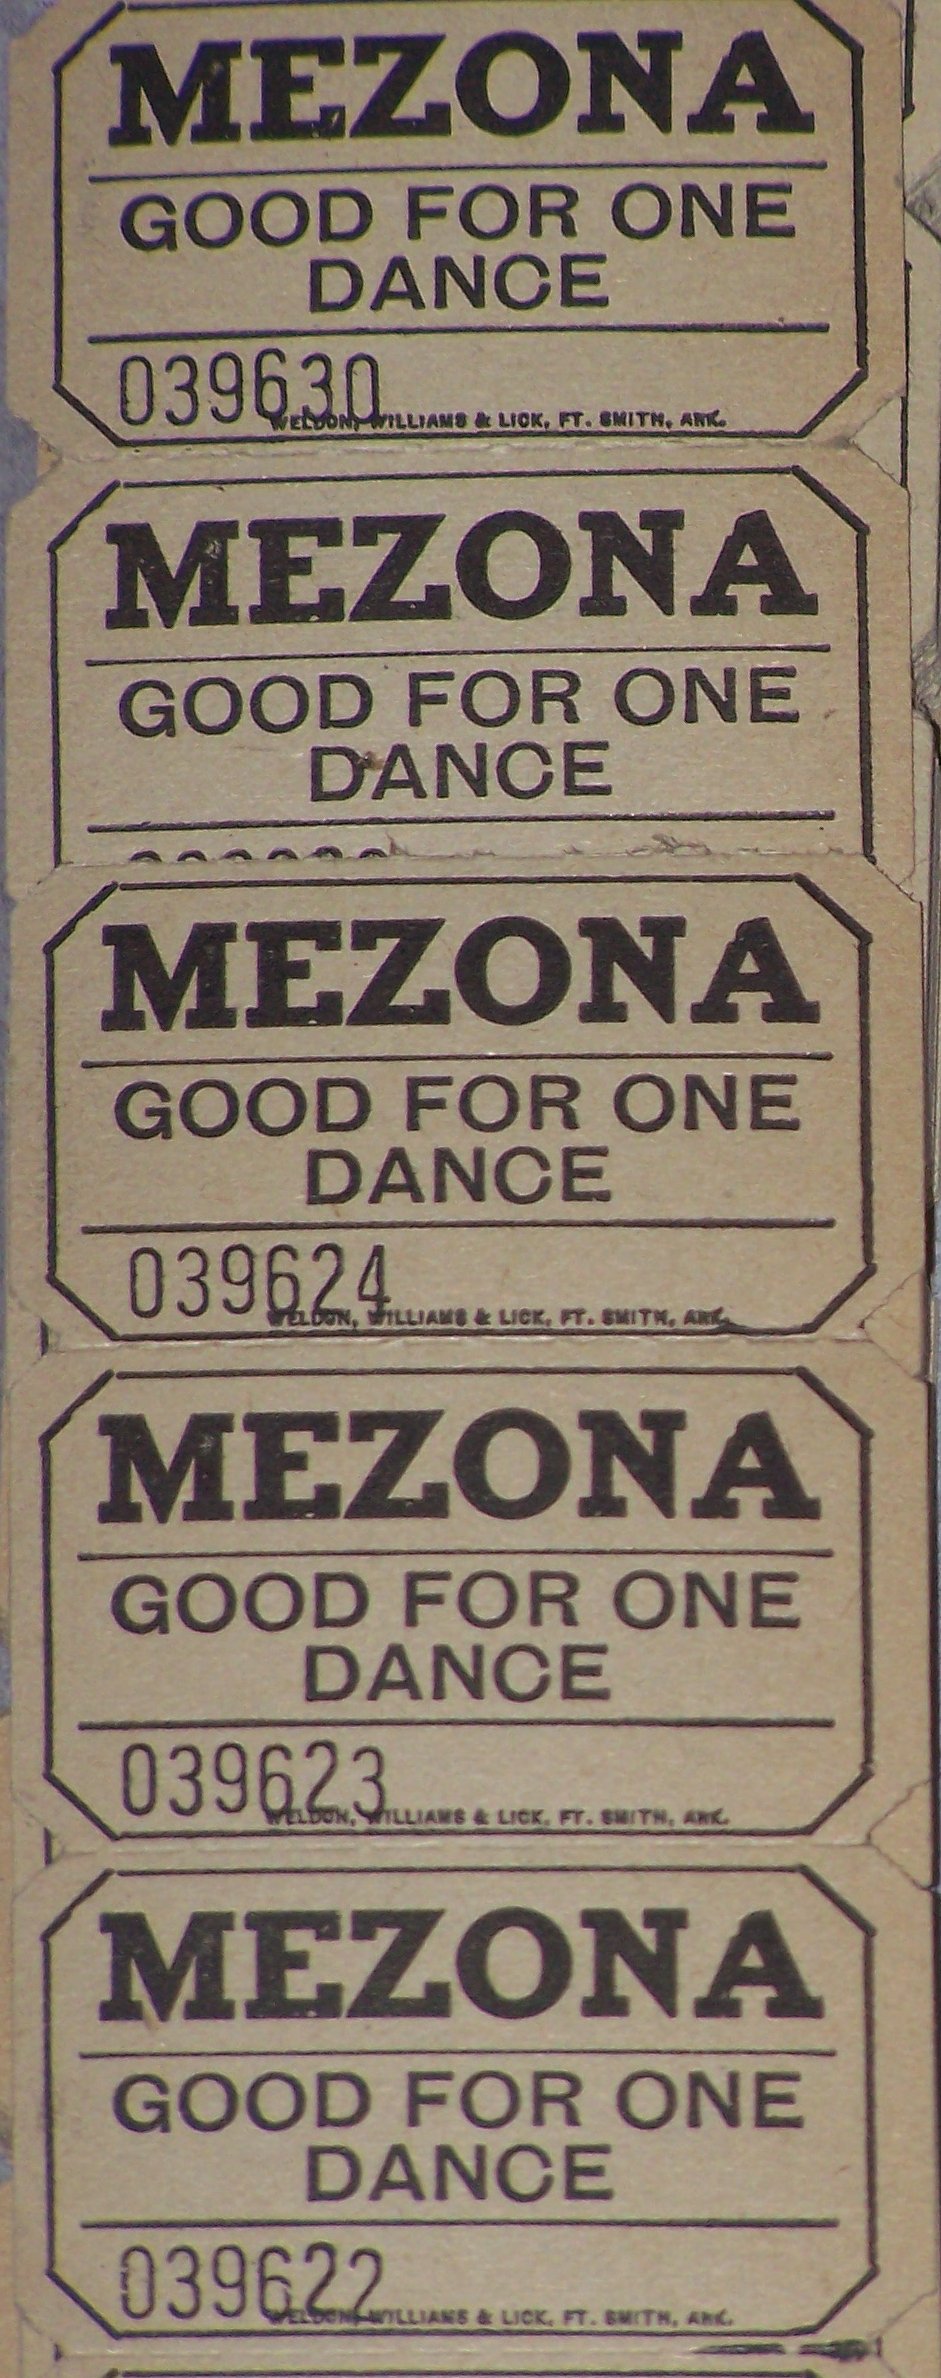 MEZONA
GOOD FOR ONE
DANCE
039630
WELDON, WILLIAMS & LICK, FT. SMITH, ARK.
MEZONA
GOOD FOR ONE
DANCE
MEZONA
GOOD FOR ONE
DANCE
039624
WELDON, WILLIAMS & LICK, FT. SMITH, ARK.
MEZONA
GOOD FOR ONE
DANCE
039623
WELDON, WILLIAMS & LICK, FT. SMITH, ARK.
MEZONA
GOOD FOR ONE
DANCE
039622
WELDON, WILLIAMS & LICK, FT. SMITH, ARK.